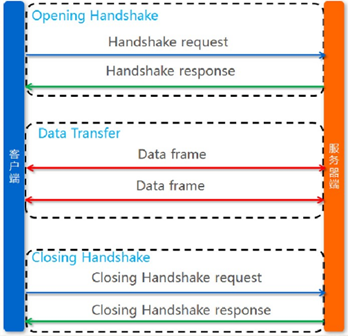 Opening Handshake
Handshake request
Handshake response
客户端
服务器端
Data Transfer
Data frame
Data frame
Closing Handshake
Closing Handshake request
Closing Handshake response